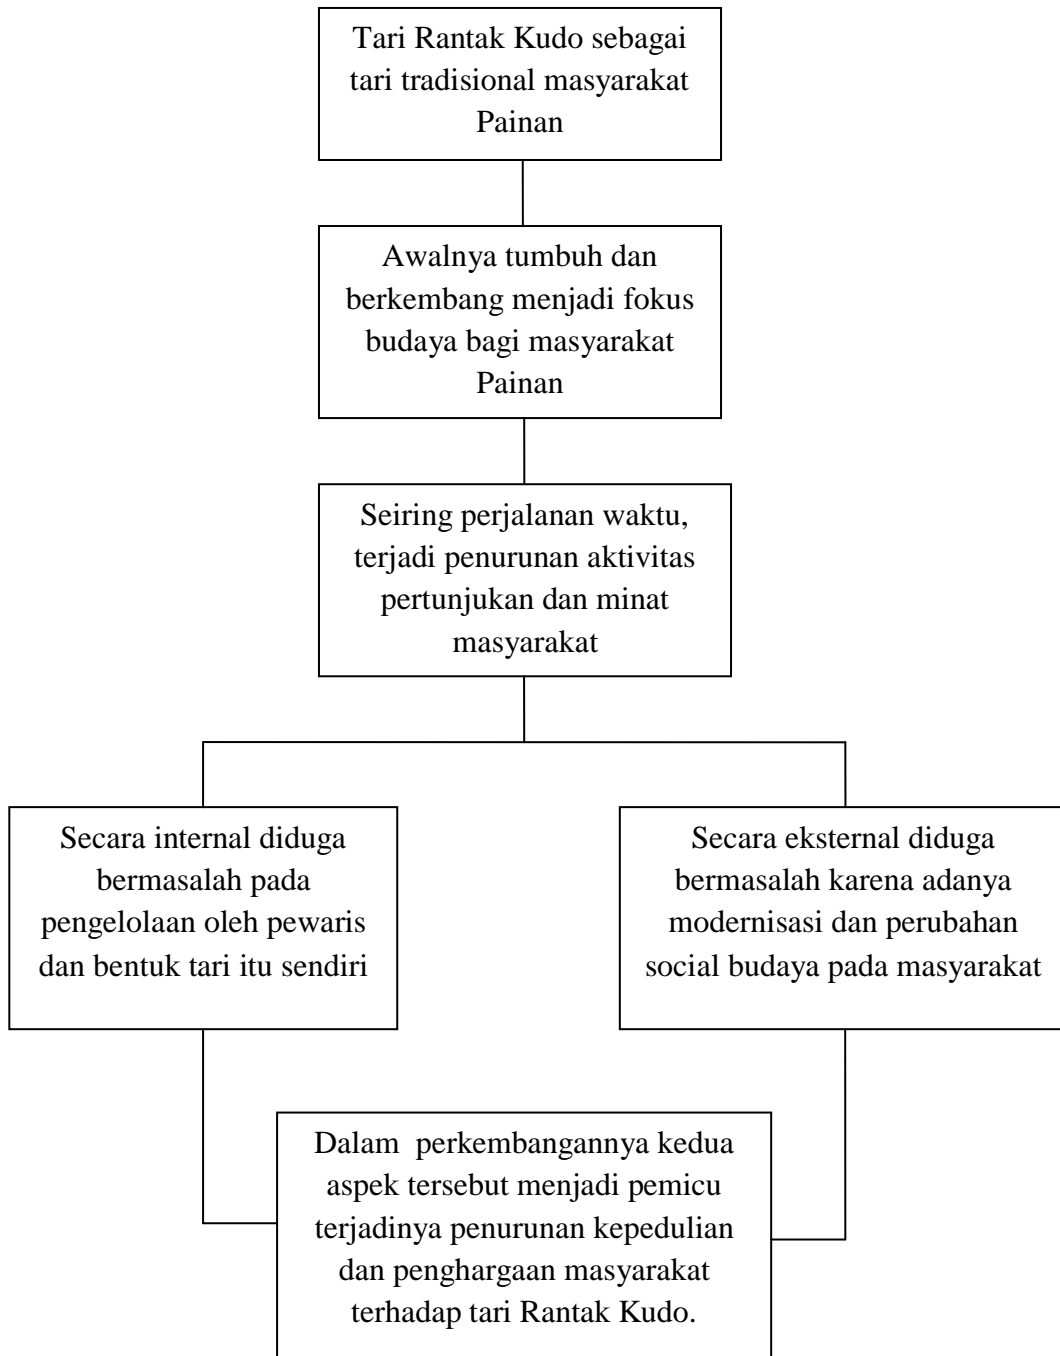 Tari Rantak Kudo sebagai
tari tradisional masyarakat
Painan
Awalnya tumbuh dan
berkembang menjadi fokus
budaya bagi masyarakat
Painan
Seiring perjalanan waktu,
terjadi penurunan aktivitas
pertunjukan dan minat
masyarakat
Secara internal diduga
bermasalah pada
pengelolaan oleh pewaris
dan bentuk tari itu sendiri
Secara eksternal diduga
bermasalah karena adanya
modernisasi dan perubahan
social budaya pada masyarakat
Dalam  perkembangannya kedua
aspek tersebut menjadi pemicu
terjadinya penurunan kepedulian
dan penghargaan masyarakat
terhadap tari Rantak Kudo.